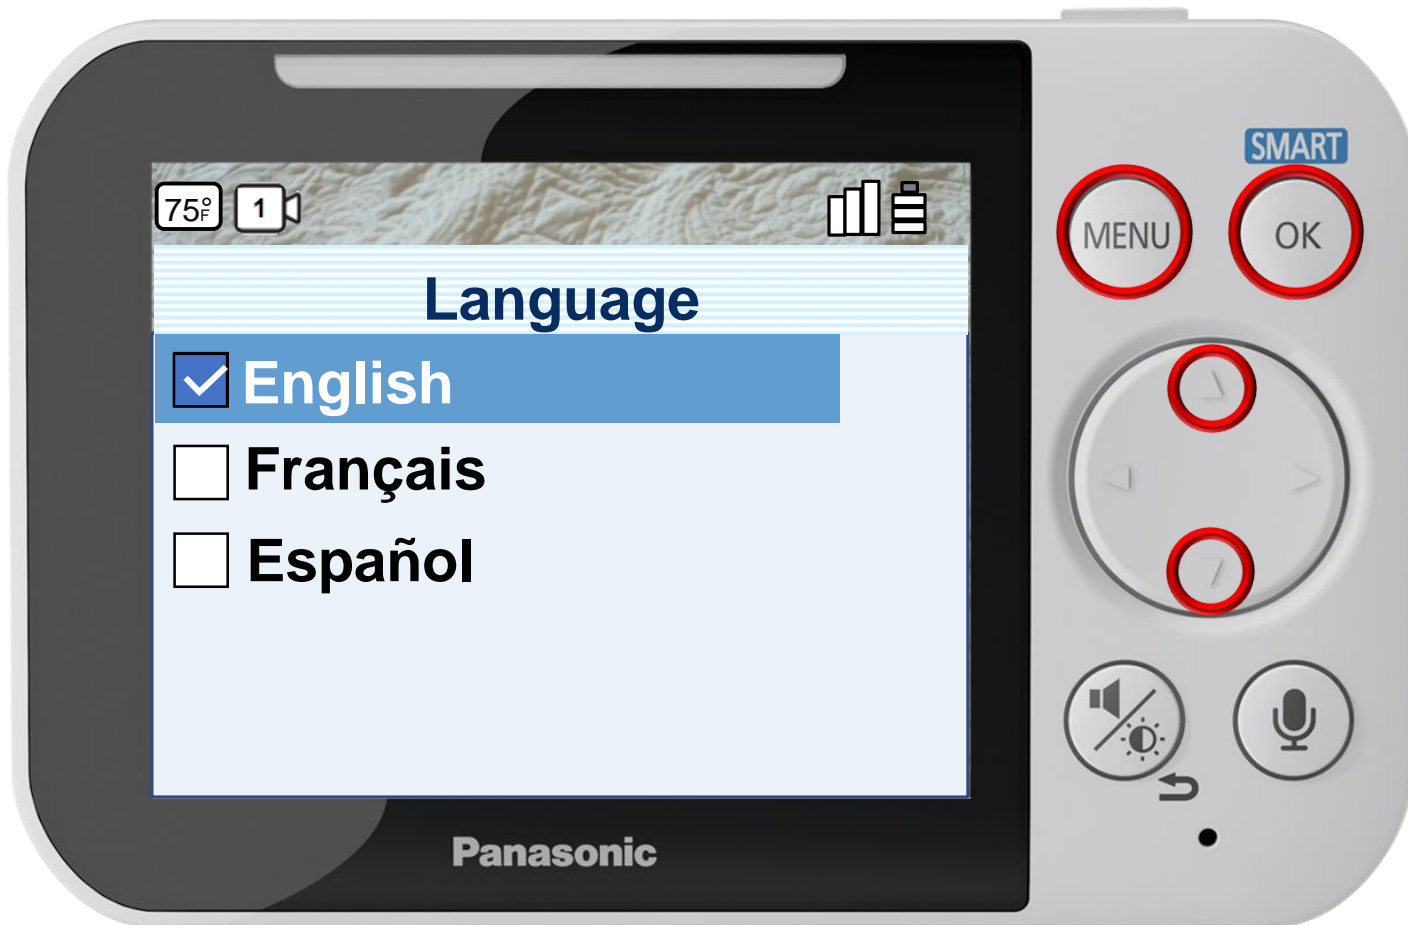 SMART
75°F 1
MENU OK
Language
English
Français
Español
Panasonic